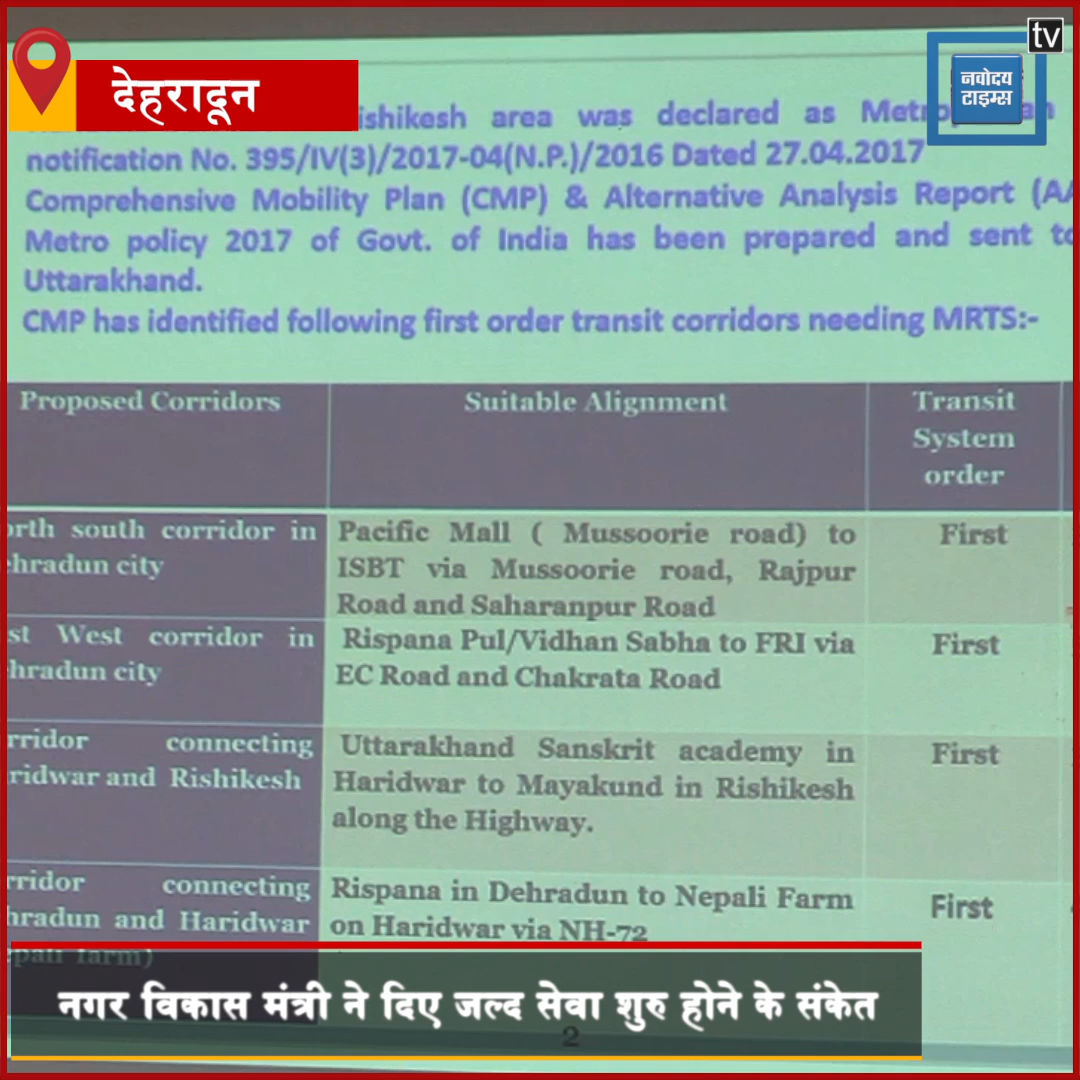 tv
नवोदय
टाइम्स
देहरादून
ishikesh area was declared as
notification No. 395/IV(3)/2017-04(N.P.)/2016 Dated 27.04.2017
Comprehensive Mobility Plan (CMP) & Alternative Analysis Report (AA
Metro policy 2017 of Govt. of India has been prepared and sent to
Uttarakhand.
CMP has identified following first order transit corridors needing MRTS:-
Proposed Corridors
Suitable Alignment
Transit
System
order
orth south corridor in
ehradun city
Pacific Mall ( Mussoorie road) to
ISBT via Mussoorie road, Rajpur
Road and Saharanpur Road
First
st West corridor in
hradun city
Rispana Pul/Vidhan Sabha to FRI via
EC Road and Chakrata Road
First
rridor connecting
ridwar and Rishikesh
Uttarakhand Sanskrit academy in
Haridwar to Mayakund in Rishikesh
along the Highway.
First
rridor connecting
hradun and Haridwar
epali farm)
Rispana in Dehradun to Nepali Farm
on Haridwar via NH-72
First
नगर विकास मंत्री ने दिए जल्द सेवा शुरु होने के संकेत
2